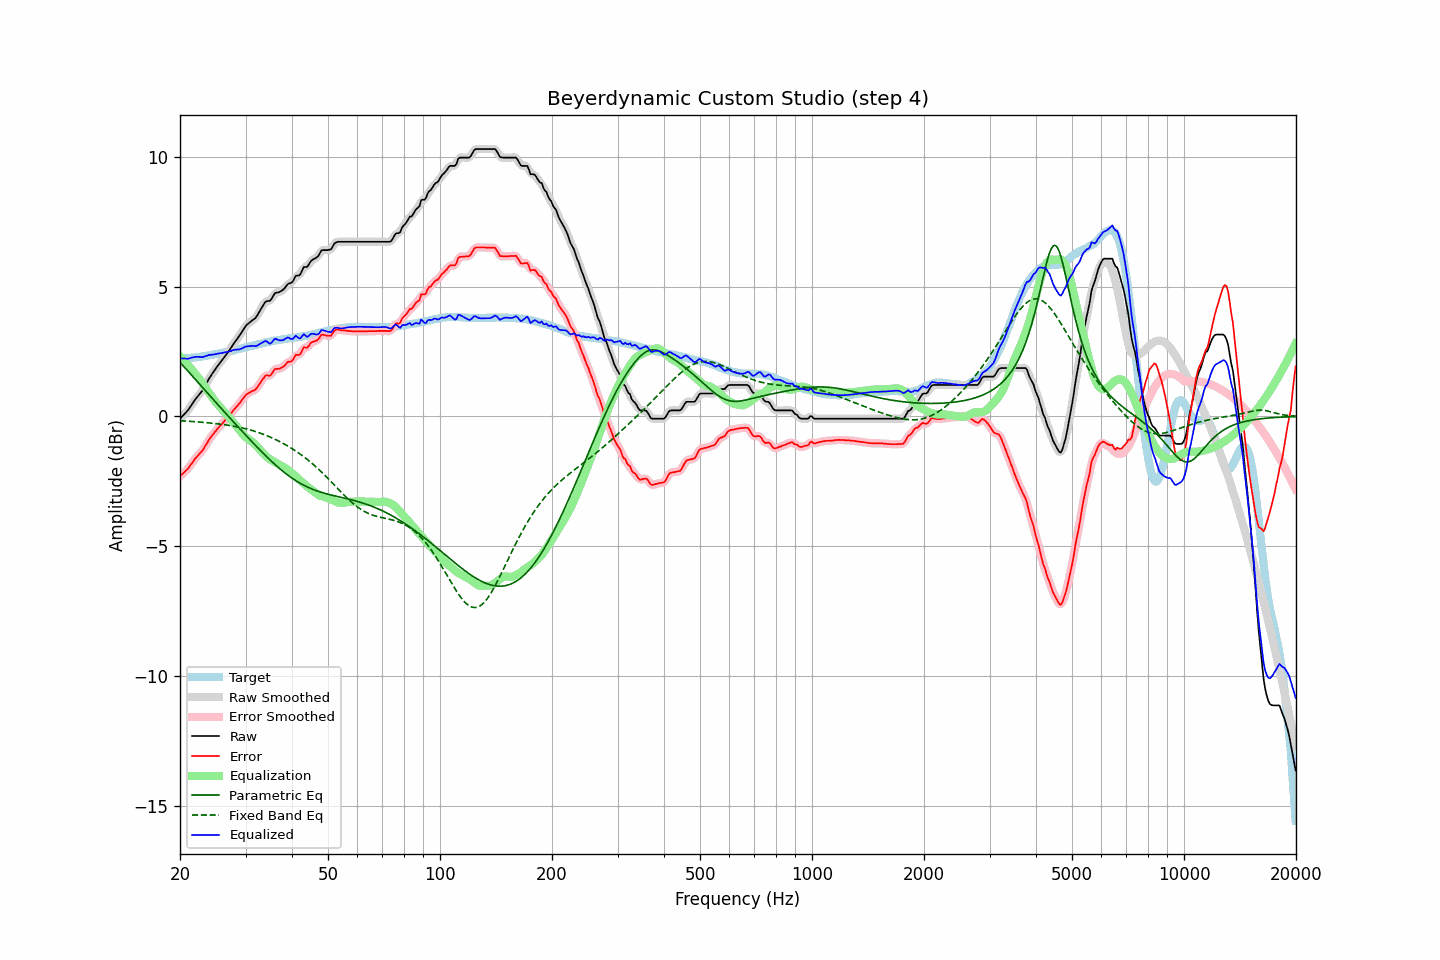 Beyerdynamic Custom Studio (step 4)
10
5
0
−5
−10
−15
Amplitude (dBr)
Target
Raw Smoothed
Error Smoothed
Raw
Error
Equalization
Parametric Eq
Fixed Band Eq
Equalized
20 50 100 200 500 1000 2000 5000 10000 20000
Frequency (Hz)